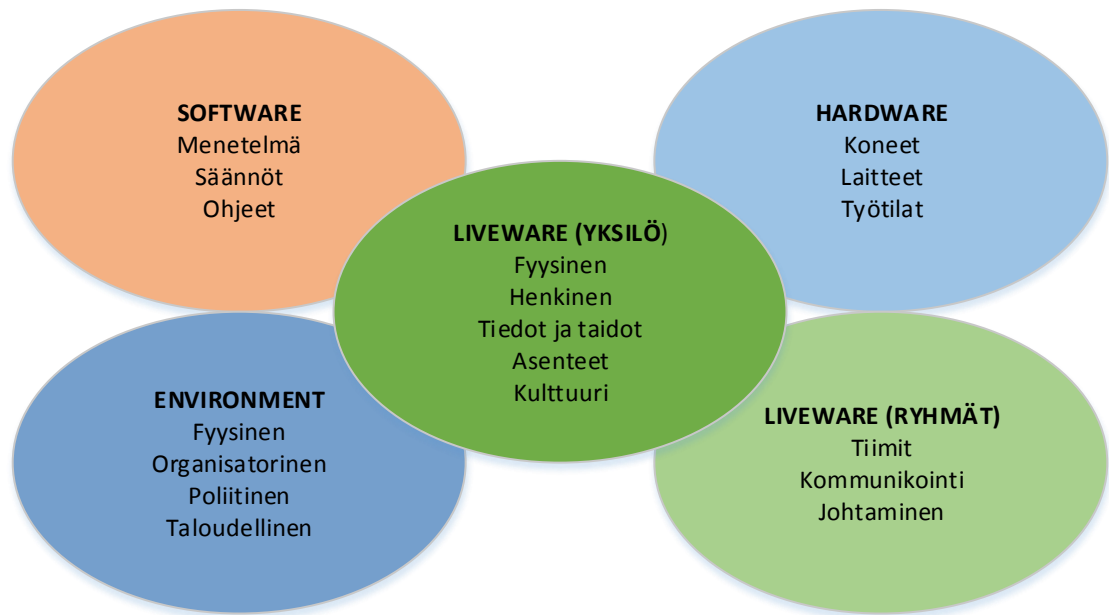 SOFTWARE
Menetelmä
Säännöt
Ohjeet
HARDWARE
Koneet
Laitteet
Työtilat
LIVEWARE (YKSILÖ)
Fyysinen
Henkinen
Tiedot ja taidot
Asenteet
Kulttuuri
ENVIRONMENT
Fyysinen
Organisatorinen
Poliitinen
Taloudellinen
LIVEWARE (RYHMÄT)
Tiimit
Kommunikointi
Johtaminen